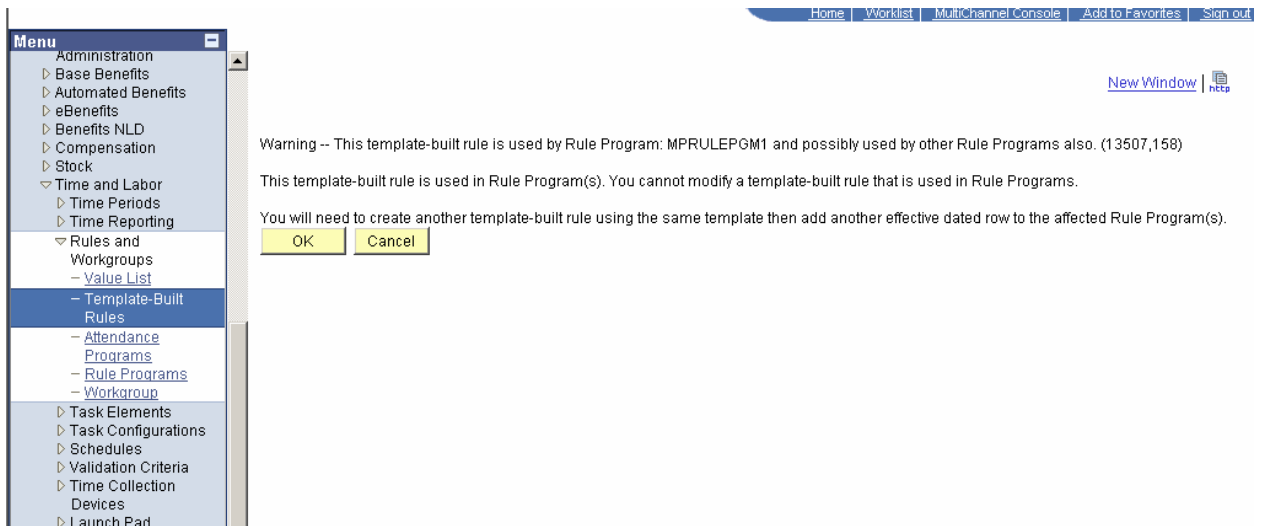 Home | Worklist | MultiChannel Console | Add to Favorites | Sign out
Menu
Administration
Base Benefits
Automated Benefits
eBenefits
Benefits NLD
Compensation
Stock
Time and Labor
Time Periods
Time Reporting
Rules and
Workgroups
– Value List
– Template-Built
Rules
– Attendance
Programs
– Rule Programs
– Workgroup
Task Elements
Task Configurations
Schedules
Validation Criteria
Time Collection
Devices
Launch Pad
New Window | http
Warning -- This template-built rule is used by Rule Program: MPRULEPGM1 and possibly used by other Rule Programs also. (13507,158)
This template-built rule is used in Rule Program(s). You cannot modify a template-built rule that is used in Rule Programs.
You will need to create another template-built rule using the same template then add another effective dated row to the affected Rule Program(s).
OK Cancel